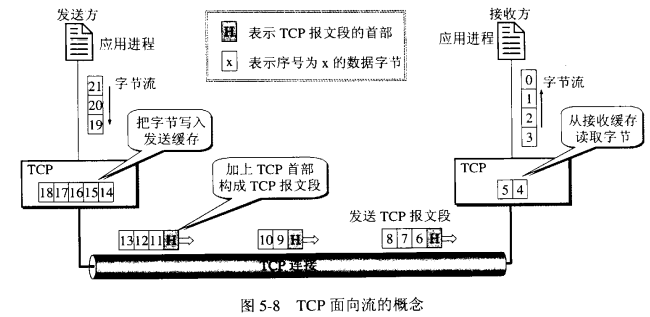 发送方
应用进程
H 表示 TCP 报文段的首部
x 表示序号为 x 的数据字节
接收方
应用进程
21
20
19
字节流
把字节写入
发送缓存
0
1
2
3
字节流
从接收缓存
读取字节
TCP
18 17 16 15 14
加上 TCP 首部
构成 TCP 报文段
TCP
5 4
发送 TCP 报文段
13 12 11 H
10 9 H
8 7 6 H
TCP 连接
图 5-8 TCP 面向流的概念